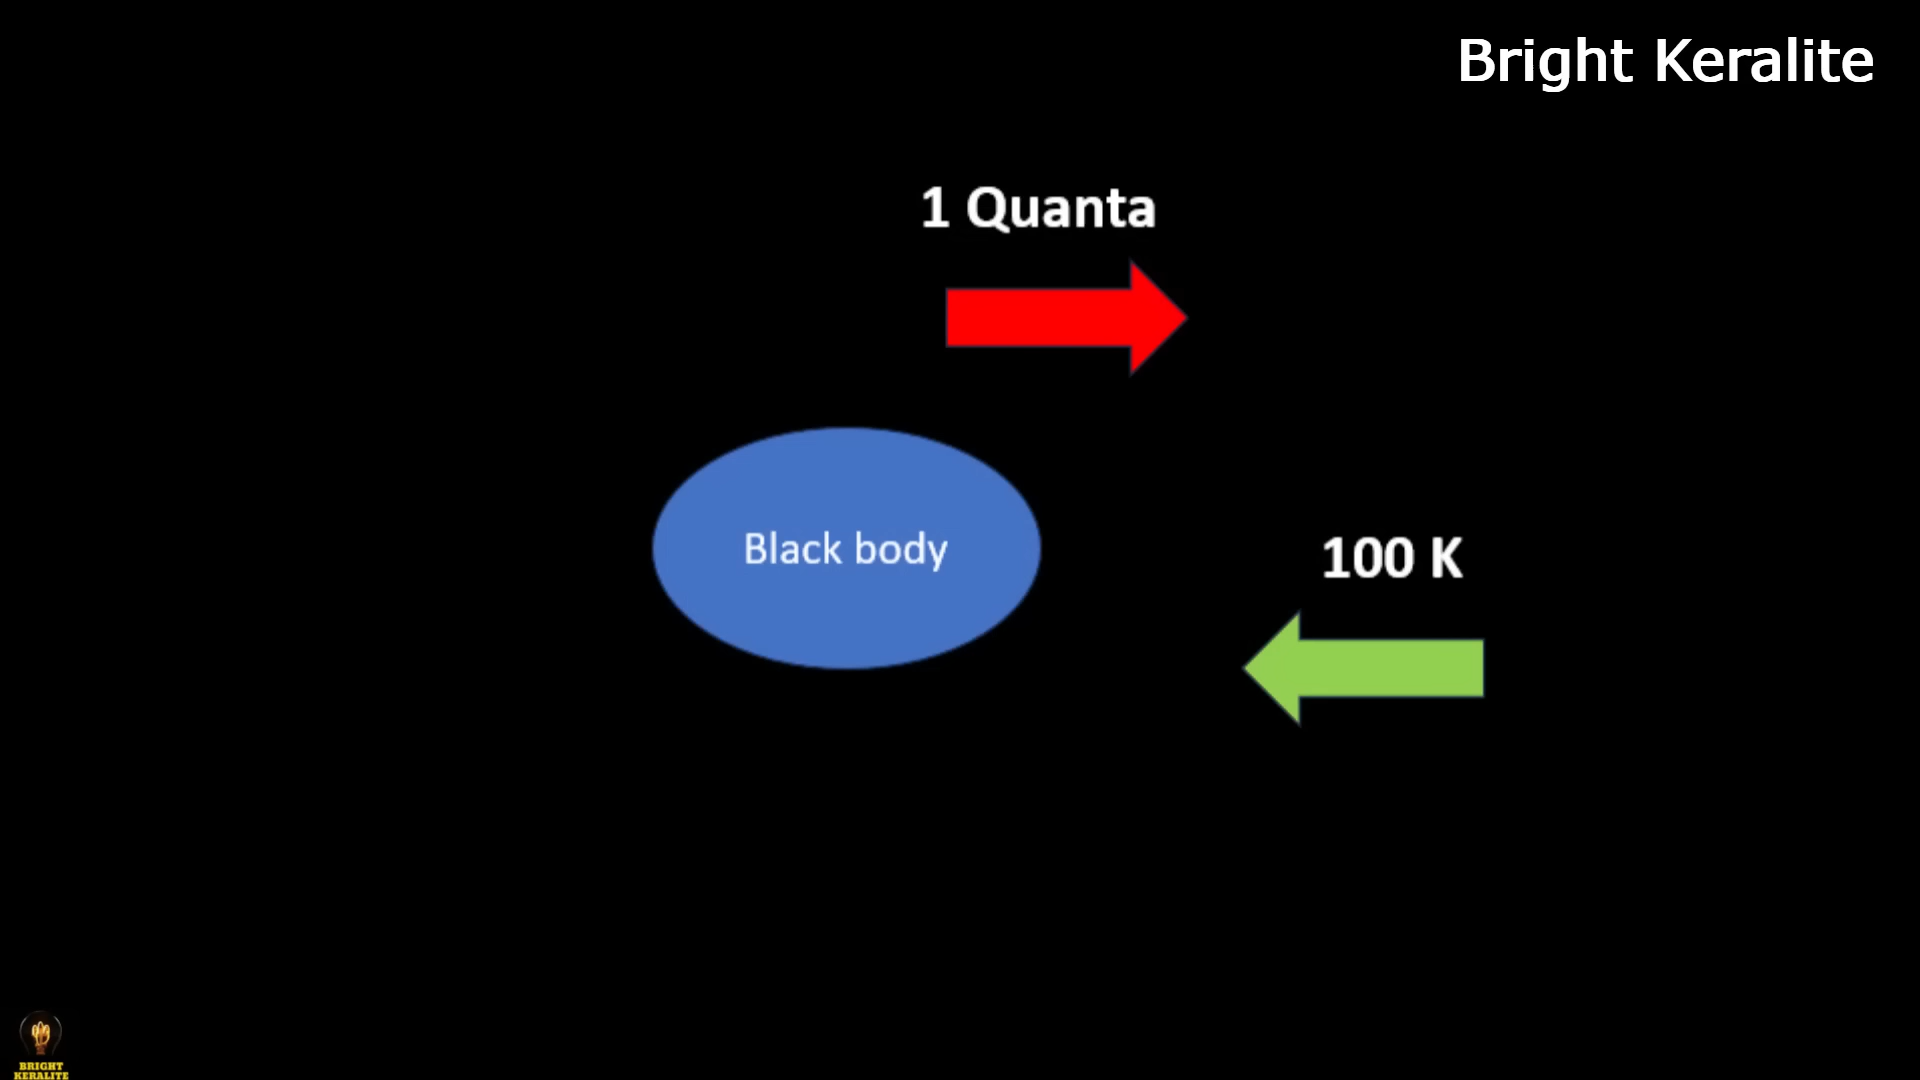 Bright Keralite
1 Quanta
Black body
100 K
BRIGHT
KERALITE